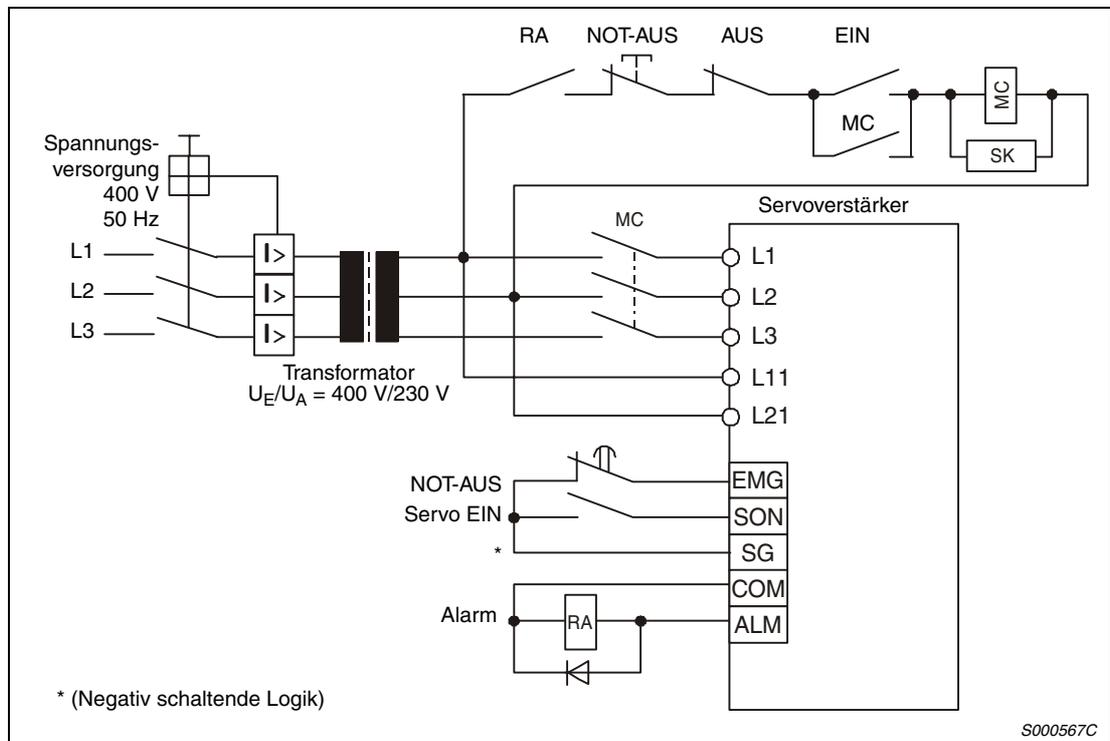 RA NOT-AUS AUS EIN
MC
MC
SK
Spannungs-
versorgung
400 V
50 Hz
Servoverstärker
MC
L1 I> L1
L2 I> L2
L3 I> L3
Transformator
U_E/U_A = 400 V/230 V
L11
L21
NOT-AUS EMG
Servo EIN SON
* SG
COM
Alarm RA ALM
* (Negativ schaltende Logik)
S000567C